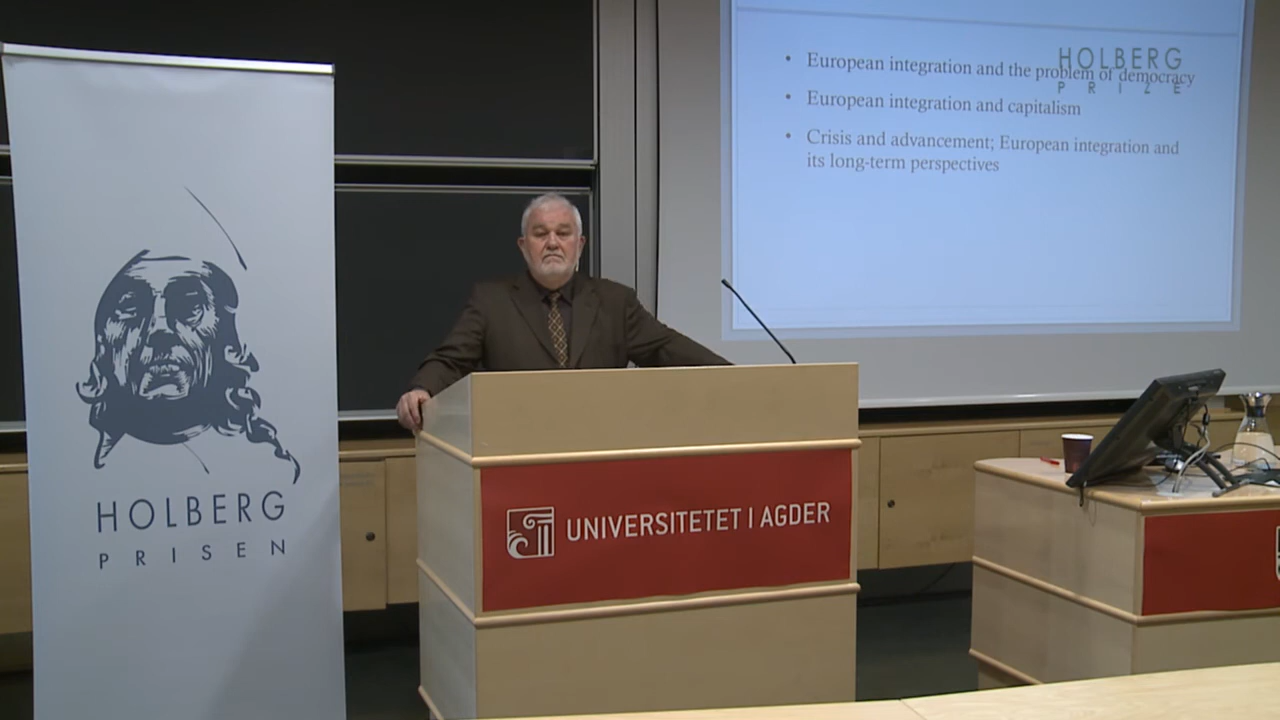 • European integration and the problem of democracy
• European integration and capitalism
• Crisis and advancement; European integration and
its long-term perspectives
HOLBERG
PRIZE
HOLBERG
PRISEN
UNIVERSITETET I AGDER